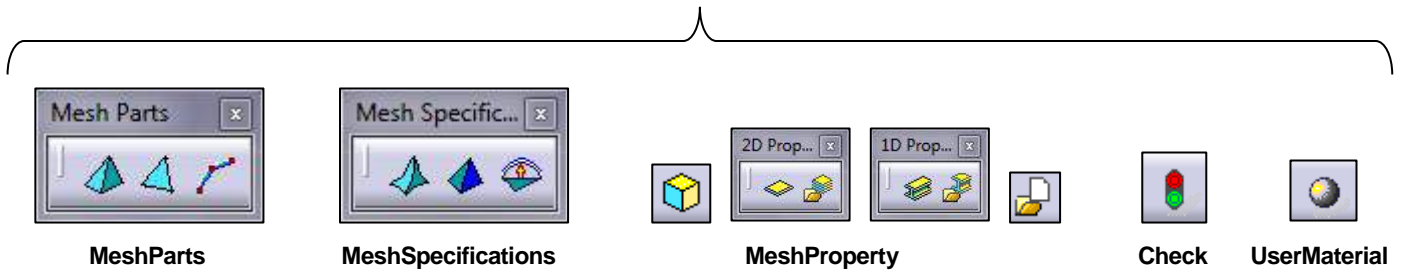 Mesh Parts
Mesh Specific...
2D Prop...
1D Prop...
MeshParts
MeshSpecifications
MeshProperty
Check
UserMaterial